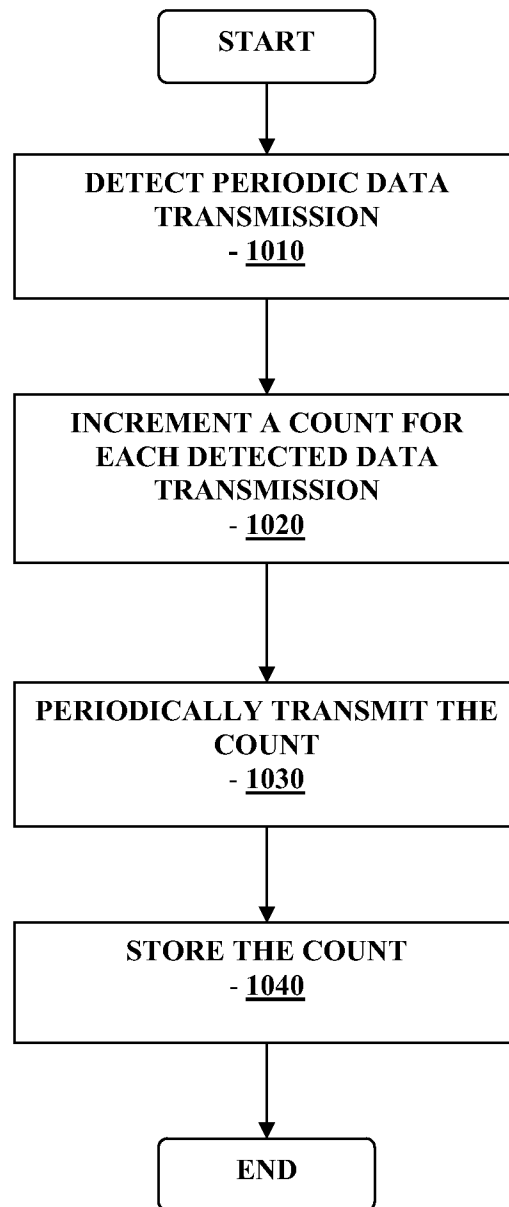 START
DETECT PERIODIC DATA
TRANSMISSION
- 1010
INCREMENT A COUNT FOR
EACH DETECTED DATA
TRANSMISSION
- 1020
PERIODICALLY TRANSMIT THE
COUNT
- 1030
STORE THE COUNT
- 1040
END